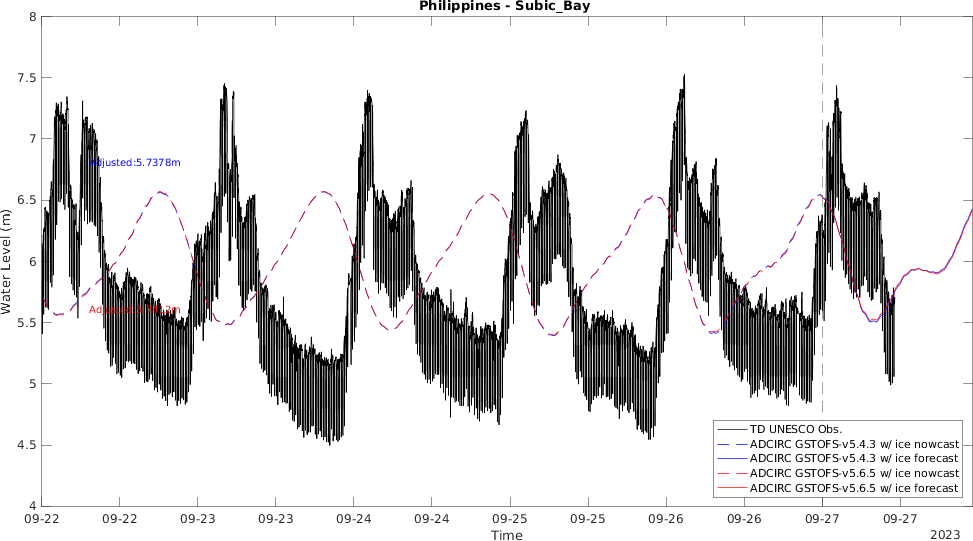 Philippines - Subic_Bay
Water Level (m)
8
7.5
7
6.5
6
5.5
5
4.5
4
Adjusted:5.7378m
TD UNESCO Obs.
ADCIRC GSTOFS-v5.4.3 w/ ice nowcast
ADCIRC GSTOFS-v5.4.3 w/ ice forecast
ADCIRC GSTOFS-v5.6.5 w/ ice nowcast
ADCIRC GSTOFS-v5.6.5 w/ ice forecast
09-22 09-22 09-23 09-23 09-24 09-24 09-25 09-25 09-26 09-26 09-27 09-27
Time
2023